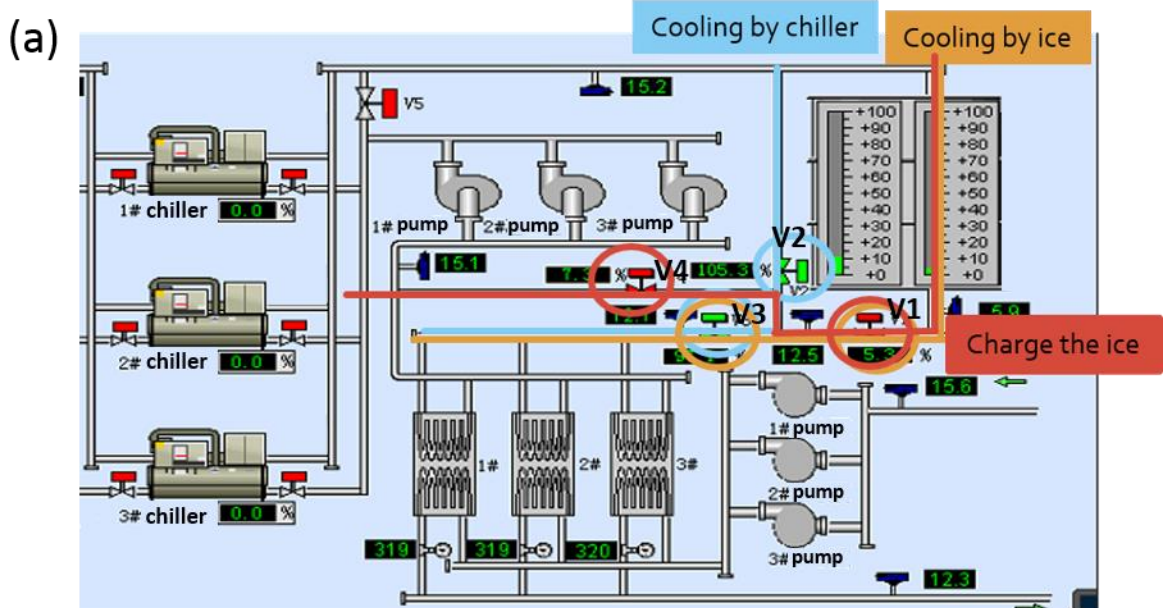 (a)
Cooling by chiller
Cooling by ice
15.2
V5
+100
+90
+80
+70
+60
+50
+40
+30
+20
+10
+0
+100
+90
+80
+70
+60
+50
+40
+30
+20
+10
+0
1# chiller 0.0 %
1# pump
2# pump
3# pump
15.1
%
V4
105.3 %
V2
V2
V3
V1
5.9
Charge the ice
12.5
5.3 %
%
15.6
2# chiller 0.0 %
1# pump
1#
2#
3#
2# pump
3# chiller 0.0 %
3# pump
319
319
320
12.3